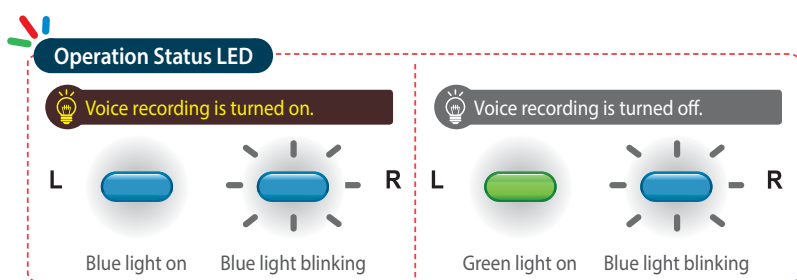 Operation Status LED
Voice recording is turned on.
L
R
Blue light on
Blue light blinking
Voice recording is turned off.
L
R
Green light on
Blue light blinking